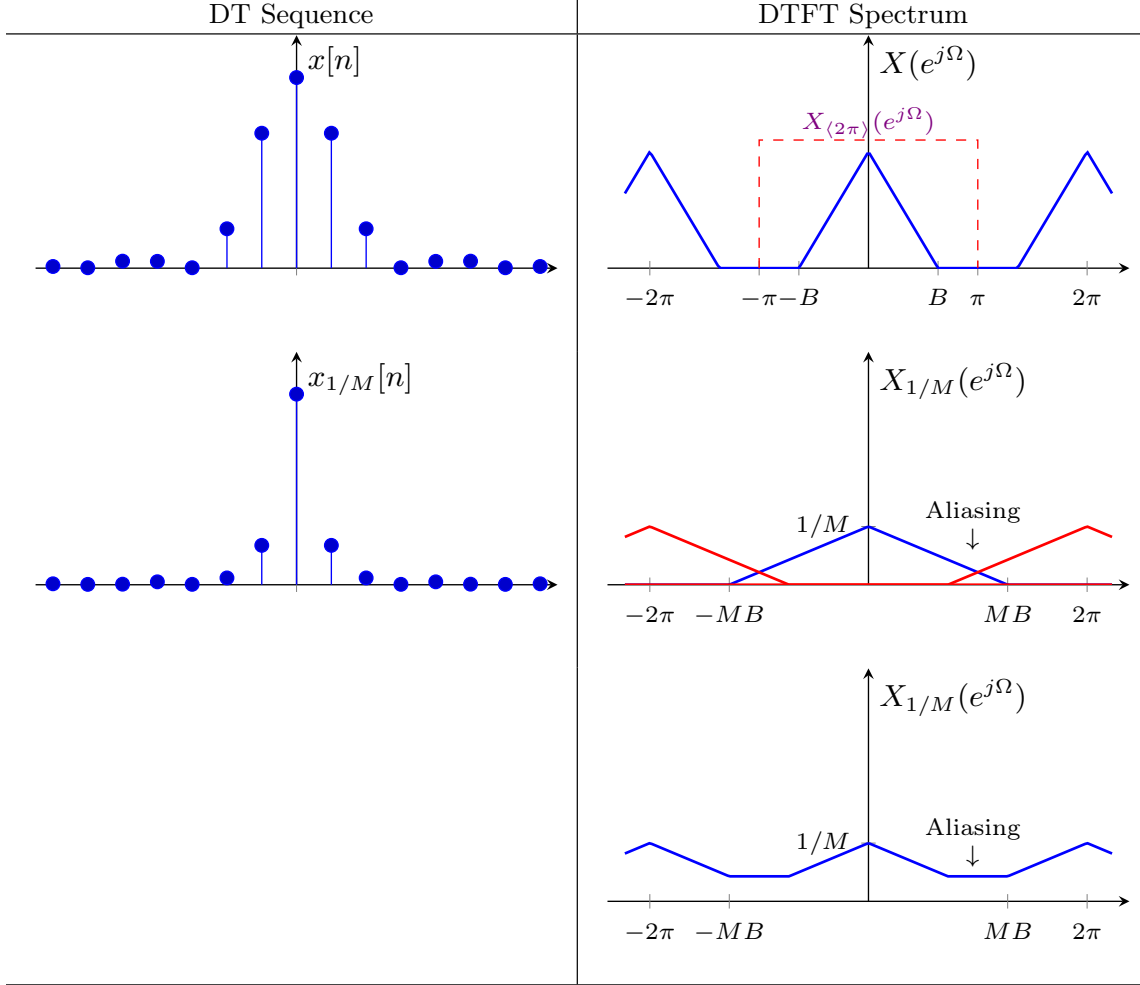 DT Sequence
DTFT Spectrum
x[n]
X(e^{jΩ})
X_{⟨2π⟩}(e^{jΩ})
−2π −π −B B π 2π
x_{1/M}[n]
X_{1/M}(e^{jΩ})
1/M
Aliasing
↓
−2π −MB MB 2π
X_{1/M}(e^{jΩ})
1/M
Aliasing
↓
−2π −MB MB 2π